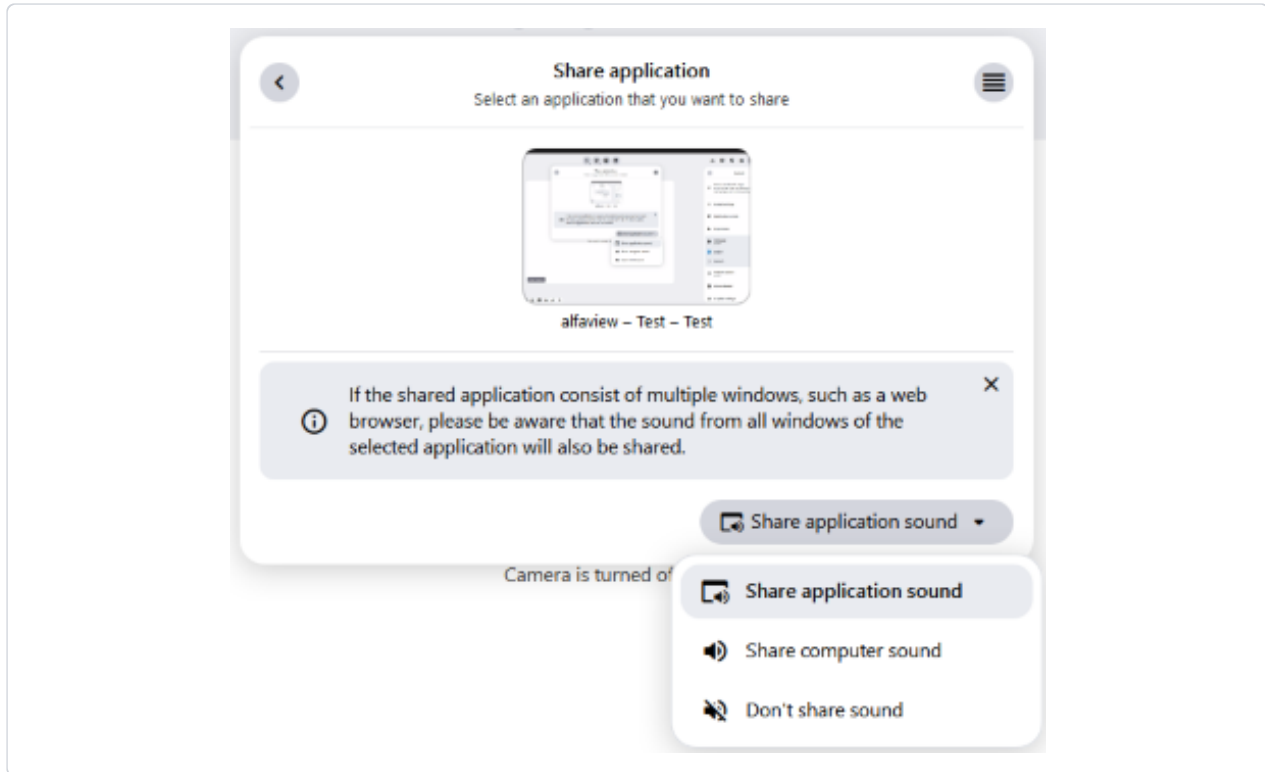 Share application
Select an application that you want to share
alfaview – Test – Test
If the shared application consist of multiple windows, such as a web
browser, please be aware that the sound from all windows of the
selected application will also be shared.
Share application sound
Camera is turned of
Share application sound
Share computer sound
Don't share sound